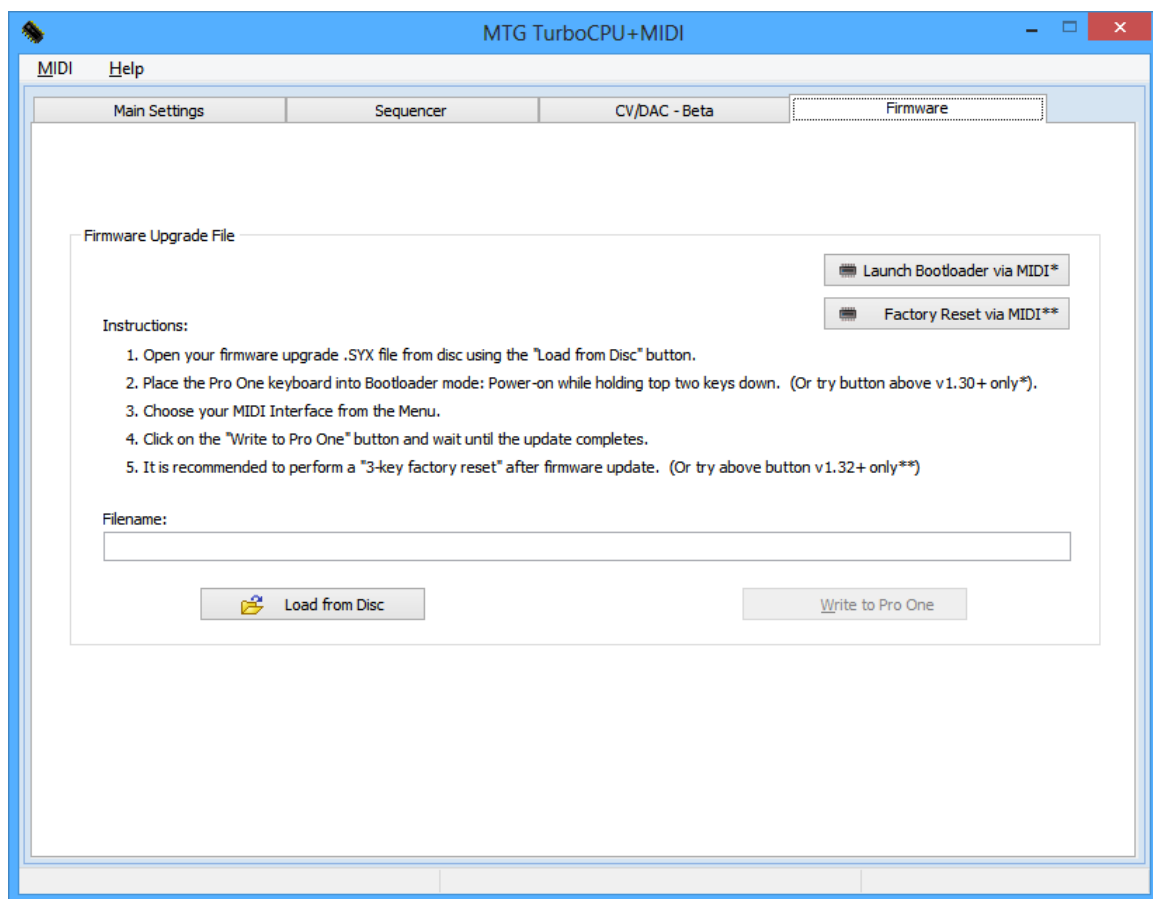 MTG TurboCPU+MIDI
MIDI Help
Main Settings Sequencer CV/DAC - Beta Firmware
Firmware Upgrade File
Launch Bootloader via MIDI*
Factory Reset via MIDI**
Instructions:
1. Open your firmware upgrade .SYX file from disc using the "Load from Disc" button.
2. Place the Pro One keyboard into Bootloader mode: Power-on while holding top two keys down. (Or try button above v1.30+ only*).
3. Choose your MIDI Interface from the Menu.
4. Click on the "Write to Pro One" button and wait until the update completes.
5. It is recommended to perform a "3-key factory reset" after firmware update. (Or try above button v1.32+ only**)
Filename:
Load from Disc Write to Pro One